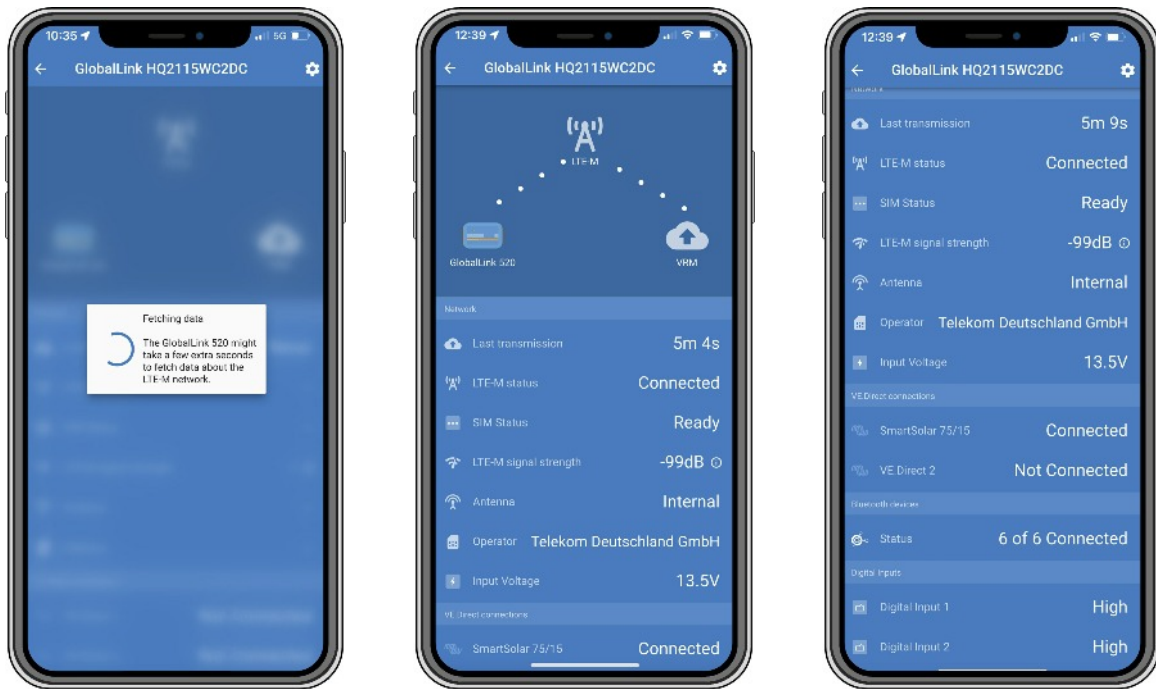 10:35
5G
GlobalLink HQ2115WC2DC
Fetching data
The GlobalLink 520 might
take a few extra seconds
to fetch data about the
LTE-M network.
12:39
GlobalLink HQ2115WC2DC
LTE-M
GlobalLink 520
VRM
Network
Last transmission 5m 4s
LTE-M status Connected
SIM Status Ready
LTE-M signal strength -99dB
Antenna Internal
Operator Telekom Deutschland GmbH
Input Voltage 13.5V
VE.Direct connections
SmartSolar 75/15 Connected
12:39
GlobalLink HQ2115WC2DC
Network
Last transmission 5m 9s
LTE-M status Connected
SIM Status Ready
LTE-M signal strength -99dB
Antenna Internal
Operator Telekom Deutschland GmbH
Input Voltage 13.5V
VE.Direct connections
SmartSolar 75/15 Connected
VE.Direct 2 Not Connected
Bluetooth devices
Status 6 of 6 Connected
Digital Inputs
Digital Input 1 High
Digital Input 2 High